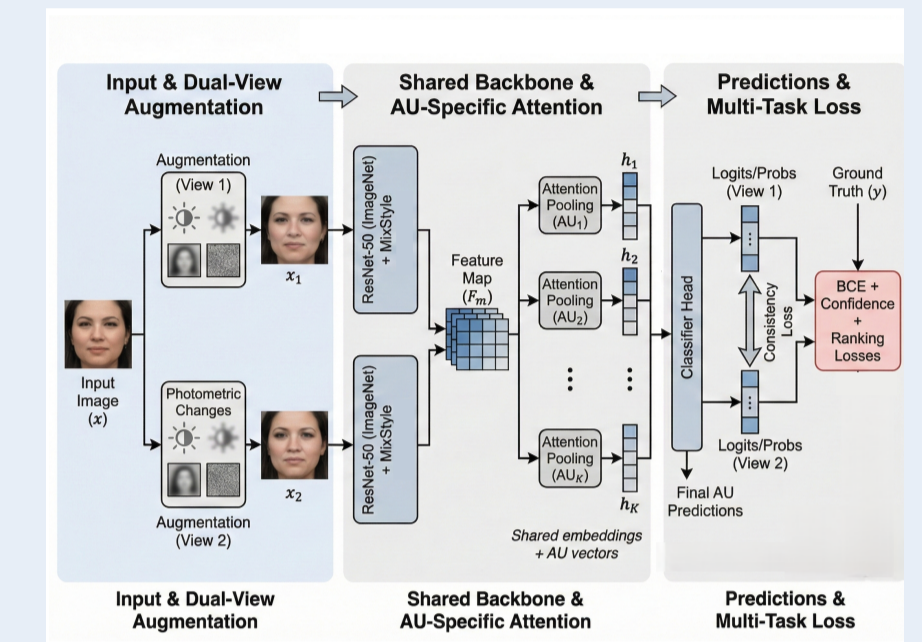 Input & Dual-View
Augmentation
Shared Backbone &
AU-Specific Attention
Predictions &
Multi-Task Loss
Augmentation
(View 1)
x₁
Input
Image
(x)
Photometric
Changes
x₂
Augmentation
(View 2)
ResNet-50 (ImageNet)
+ MixStyle
ResNet-50 (ImageNet)
+ MixStyle
Feature
Map
(Fₘ)
Attention
Pooling
(AU₁)
h₁
Attention
Pooling
(AU₂)
h₂
Attention
Pooling
(AU_K)
h_K
Shared embeddings
+ AU vectors
Classifier Head
Logits/Probs
(View 1)
Ground
Truth (y)
Consistency
Loss
BCE +
Confidence
+
Ranking
Losses
Logits/Probs
(View 2)
Final AU
Predictions
Input & Dual-View
Augmentation
Shared Backbone &
AU-Specific Attention
Predictions &
Multi-Task Loss